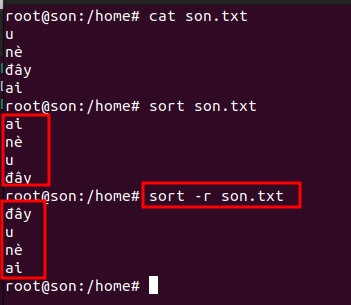 root@son:/home# cat son.txt
u
nè
đây
ai
root@son:/home# sort son.txt
ai
nè
u
đây
root@son:/home# sort -r son.txt
đây
u
nè
ai
root@son:/home#